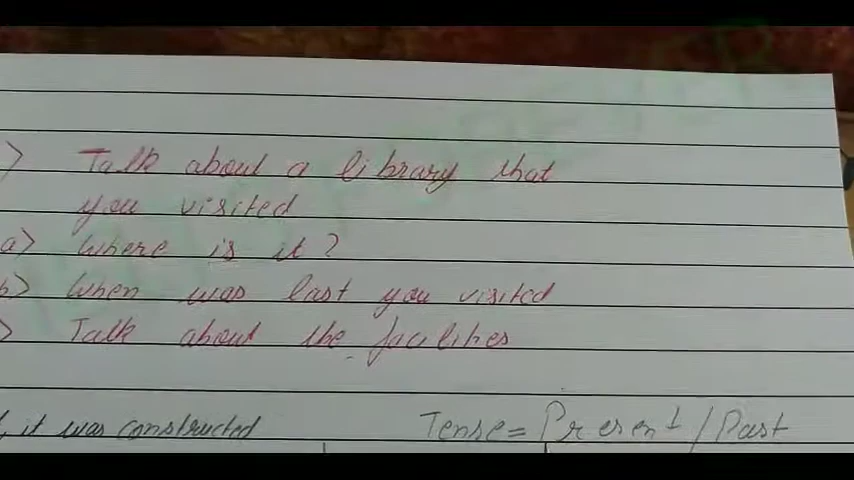 > Talk about a library that
you visited
a> Where is it?
b> When was last you visited
> Talk about the facilities
it was constructed Tense = Present / Past